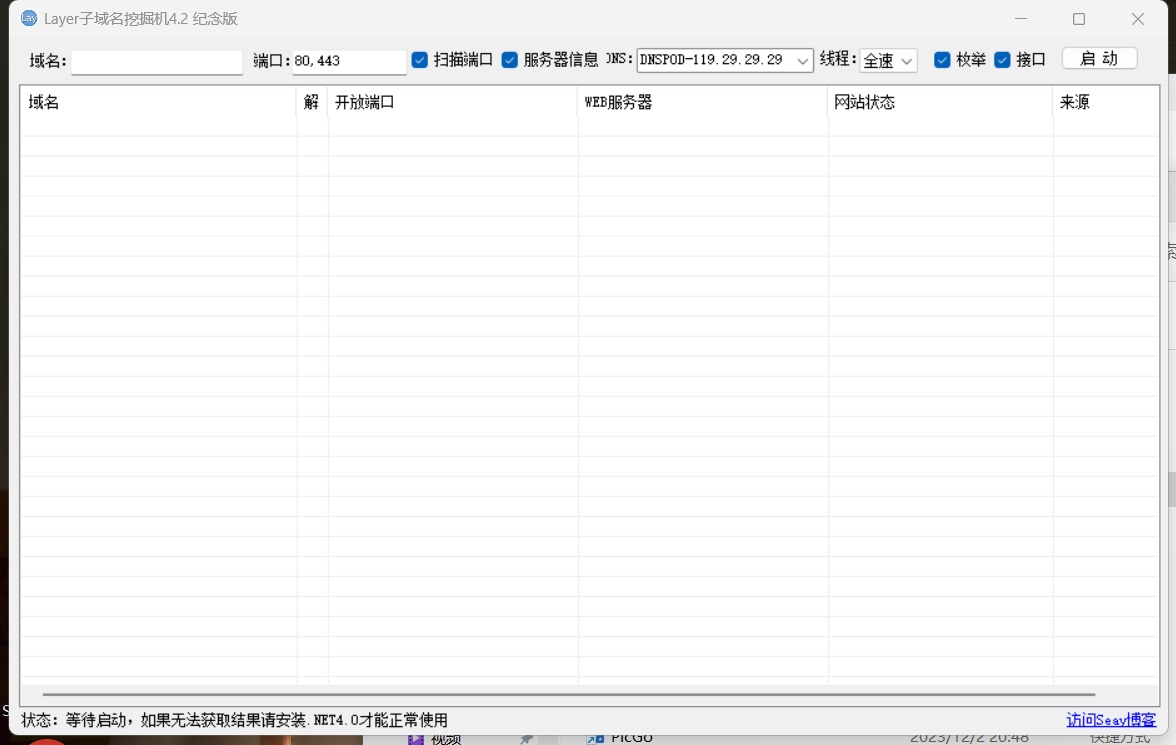 Lay Layer子域名挖掘机4.2 纪念版
域名: 端口: 80,443 扫描端口 服务器信息 DNS: DNSPOD-119.29.29.29 线程: 全速 枚举 接口 启 动
域名 解 开放端口 WEB服务器 网站状态 来源
索
状态: 等待启动，如果无法获取结果请安装.NET4.0才能正常使用 访问Seay博客
S
视频 PicGo 2023/12/2 20:48 快捷方式